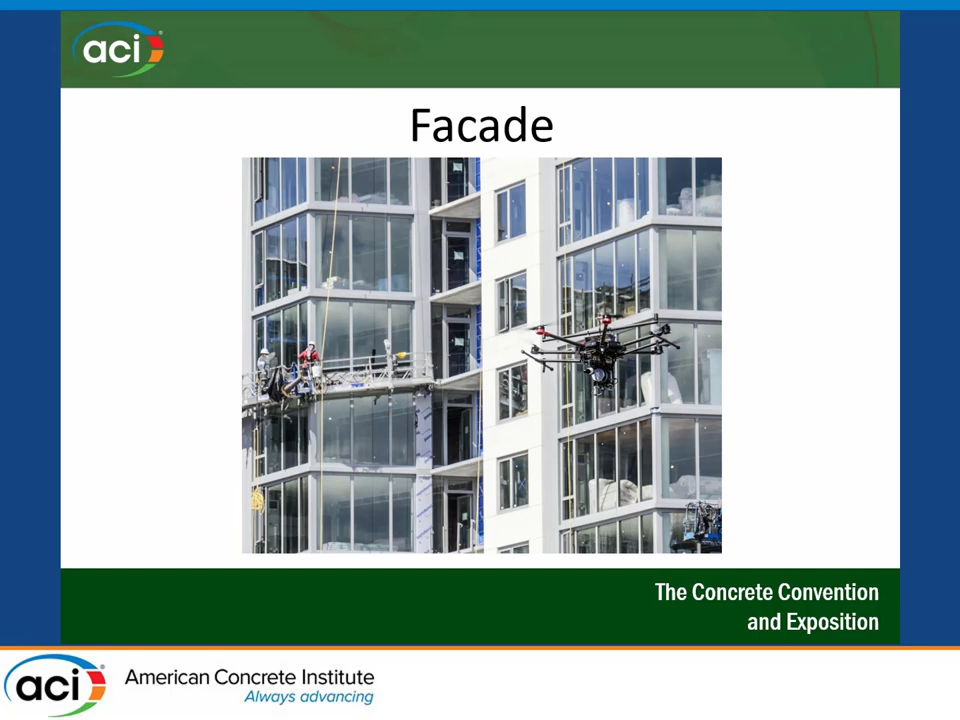 aci
Facade
The Concrete Convention
and Exposition
aci
American Concrete Institute
Always advancing